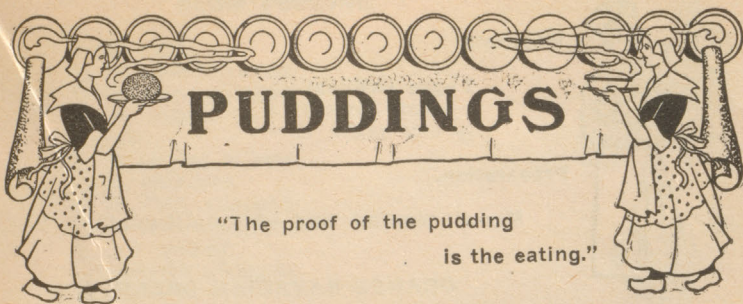 PUDDINGS
"The proof of the pudding
is the eating."